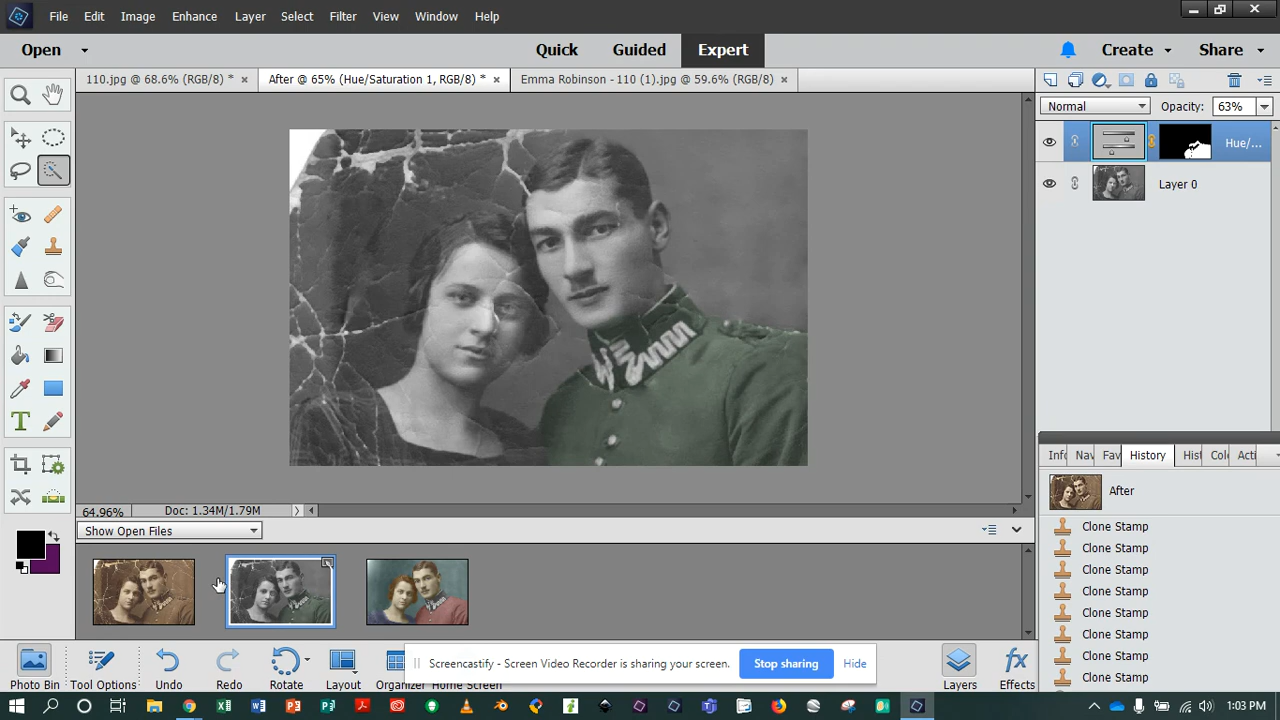 File Edit Image Enhance Layer Select Filter View Window Help
Open Quick Guided Expert Create Share
110.jpg @ 68.6% (RGB/8) * × After @ 65% (Hue/Saturation 1, RGB/8) * × Emma Robinson - 110 (1).jpg @ 59.6% (RGB/8) ×
Normal Opacity: 63%
Hue/...
Layer 0
Inf Nav Fav History Hist Colo Acti
After
Clone Stamp
Clone Stamp
Clone Stamp
Clone Stamp
Clone Stamp
Clone Stamp
Clone Stamp
Clone Stamp
64.96% Doc: 1.34M/1.79M
Show Open Files
Screencastify - Screen Video Recorder is sharing your screen. Stop sharing Hide
Photo Bin Tool Options Undo Redo Rotate Layout Organizer Home Screen Layers Effects
1:03 PM